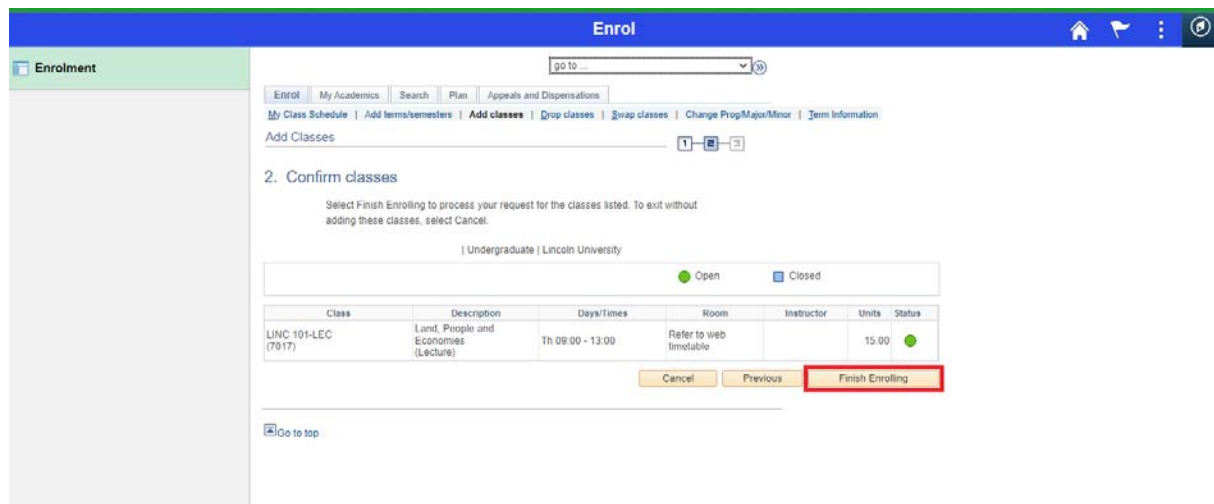 Enrol
Enrolment
go to ...
Enrol My Academics Search Plan Appeals and Dispensations
My Class Schedule | Add terms/semesters | Add classes | Drop classes | Swap classes | Change Prog/Major/Minor | Term Information
Add Classes
1 2 3
2. Confirm classes
Select Finish Enrolling to process your request for the classes listed. To exit without
adding these classes, select Cancel.
| Undergraduate | Lincoln University
Open Closed
Class Description Days/Times Room Instructor Units Status
LINC 101-LEC
(7017)
Land, People and
Economies
(Lecture)
Th 09:00 - 13:00
Refer to web
timetable
15.00
Cancel Previous Finish Enrolling
Go to top